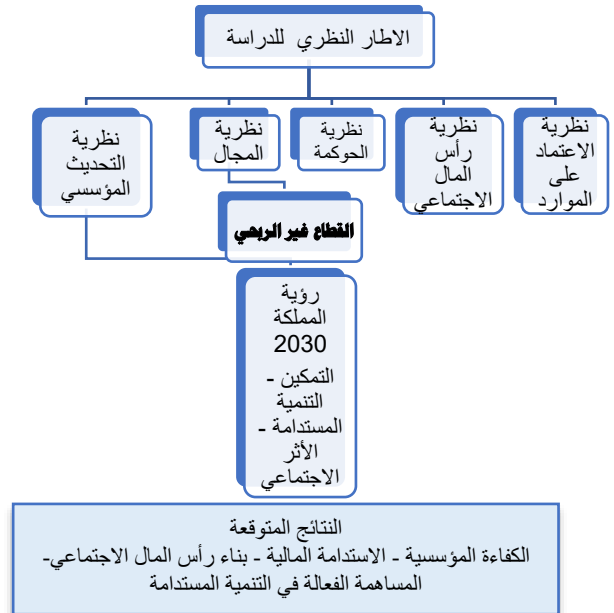 الاطار النظري للدراسة
نظرية
الاعتماد
على
الموارد
نظرية
رأس
المال
الاجتماعي
نظرية
الحوكمة
نظرية
المجال
نظرية
التحديث
المؤسسي
القطاع غير الربحي
رؤية
المملكة
2030
التمكين -
التنمية
المستدامة -
الأثر
الاجتماعي
النتائج المتوقعة
الكفاءة المؤسسية - الاستدامة المالية - بناء رأس المال الاجتماعي-
المساهمة الفعالة في التنمية المستدامة